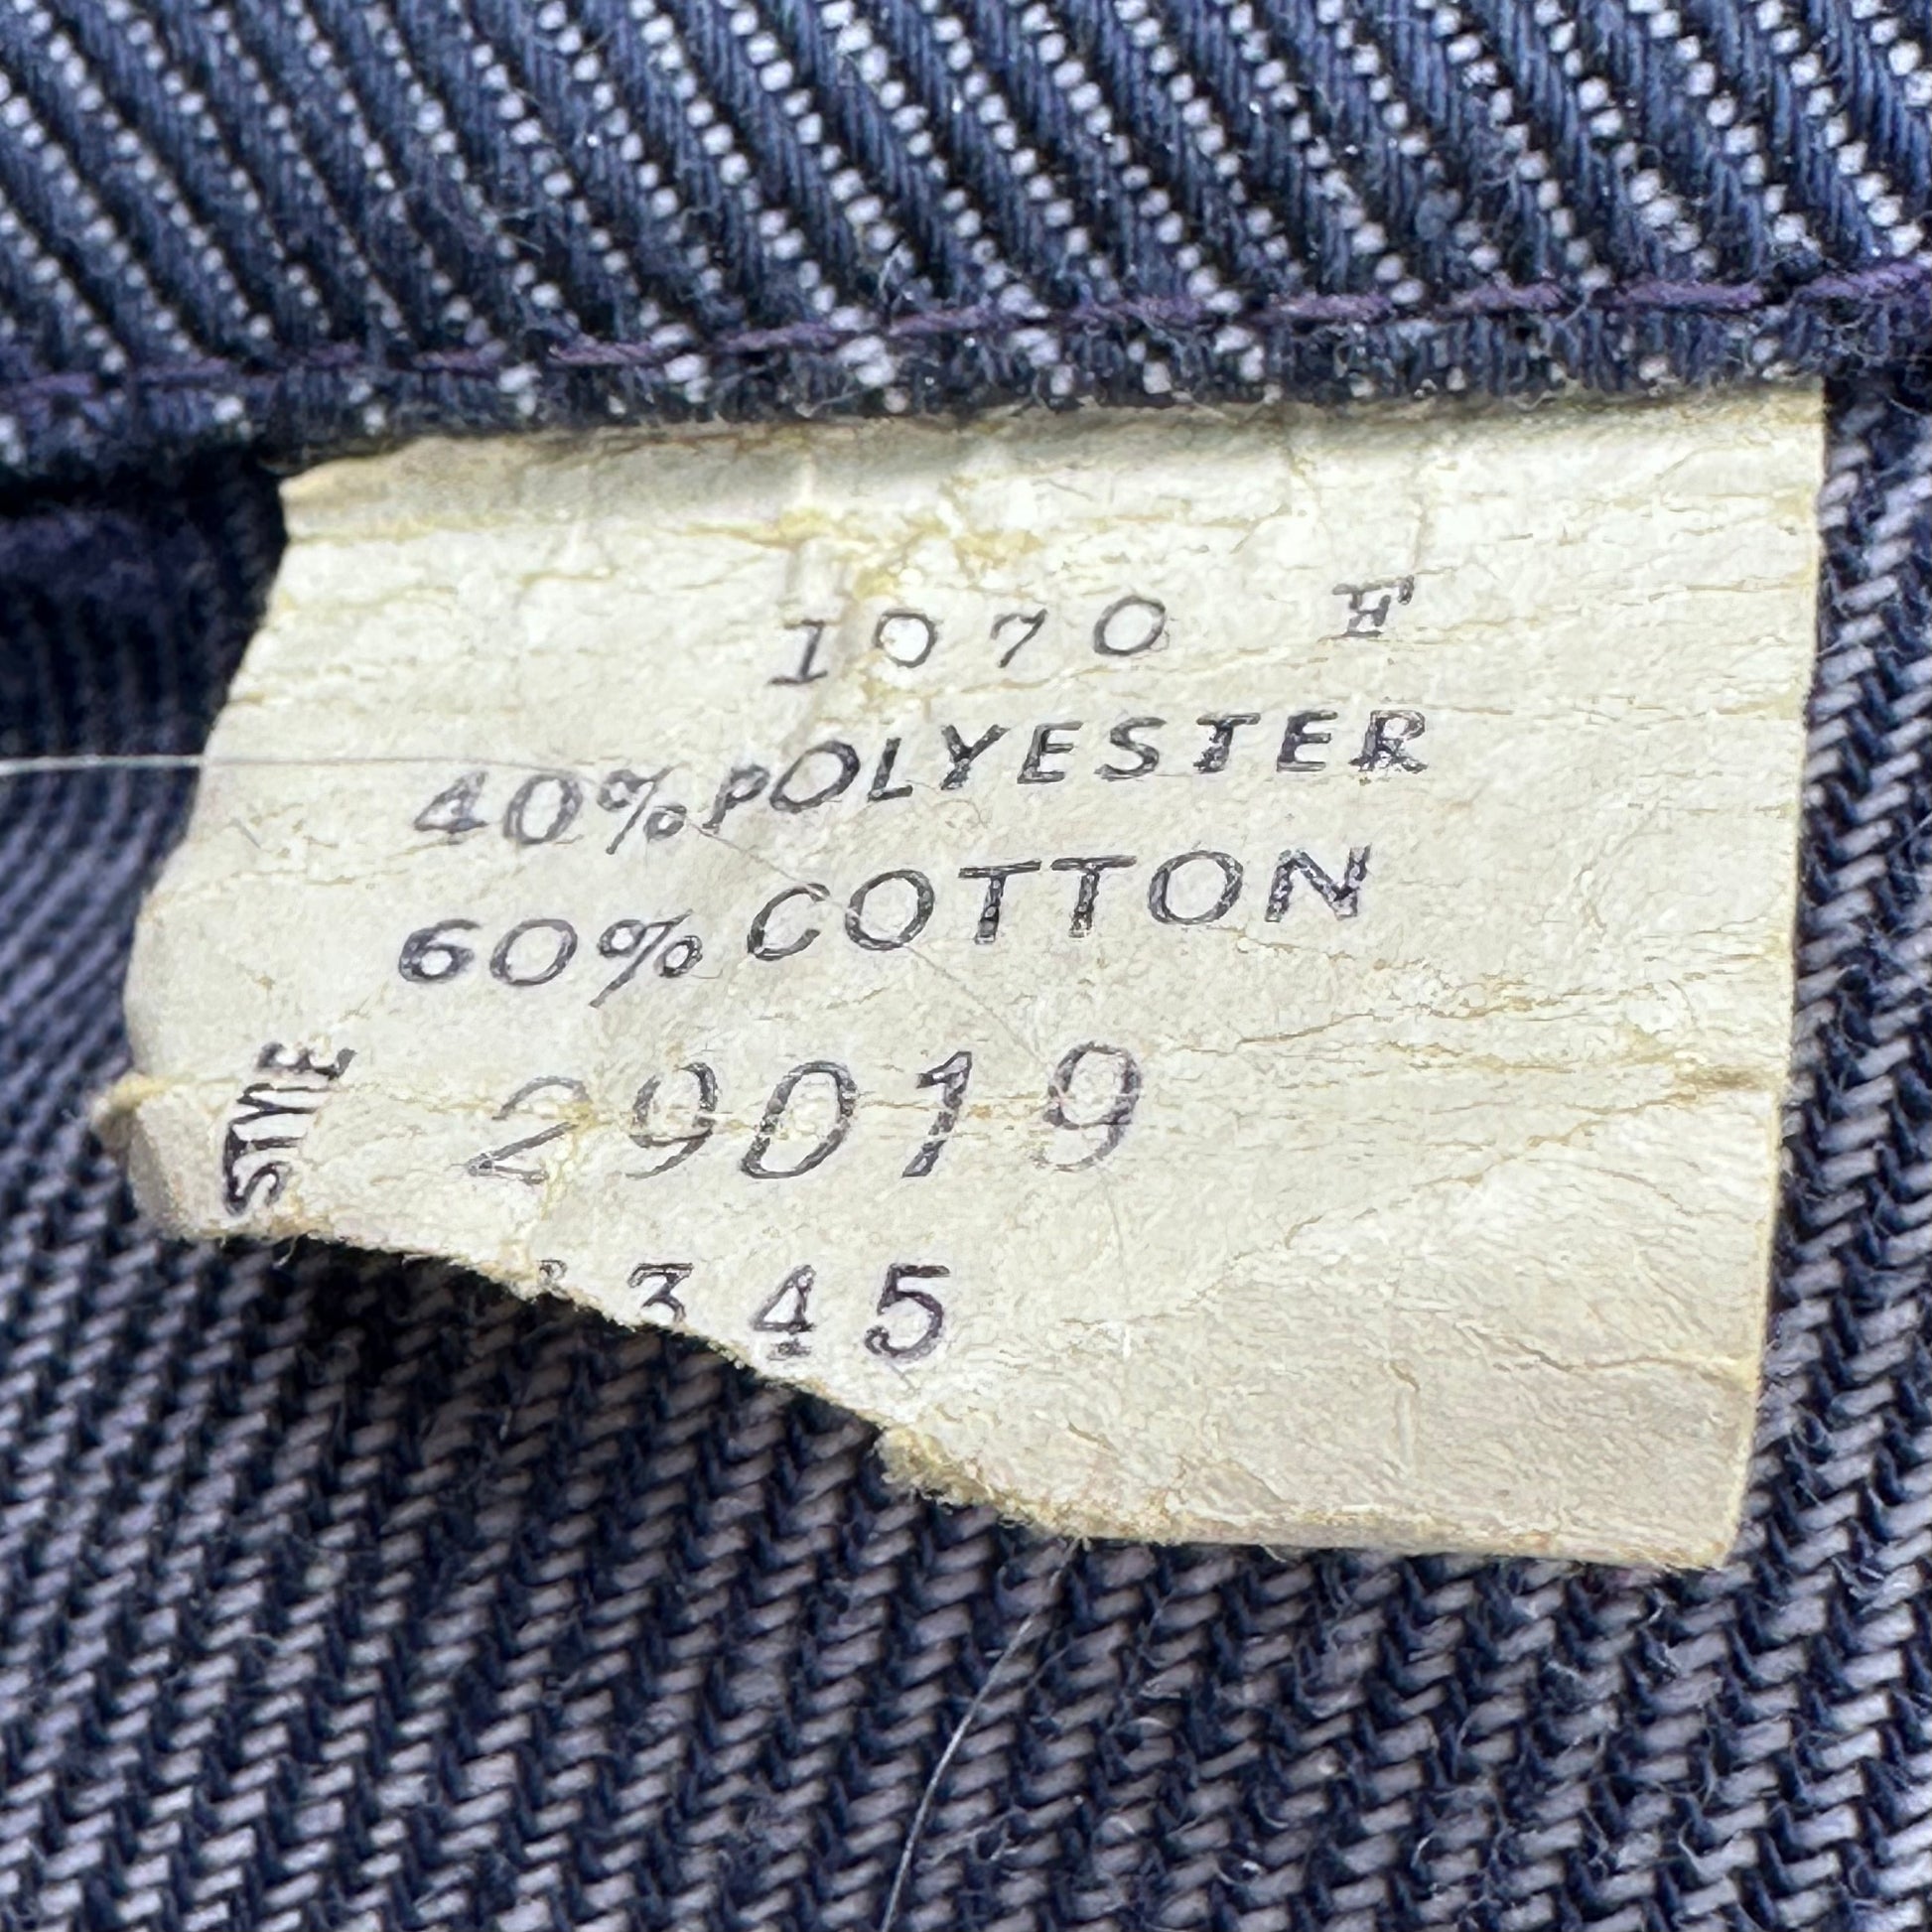 1070 F
40% POLYESTER
60% COTTON
STYLE 29019
345